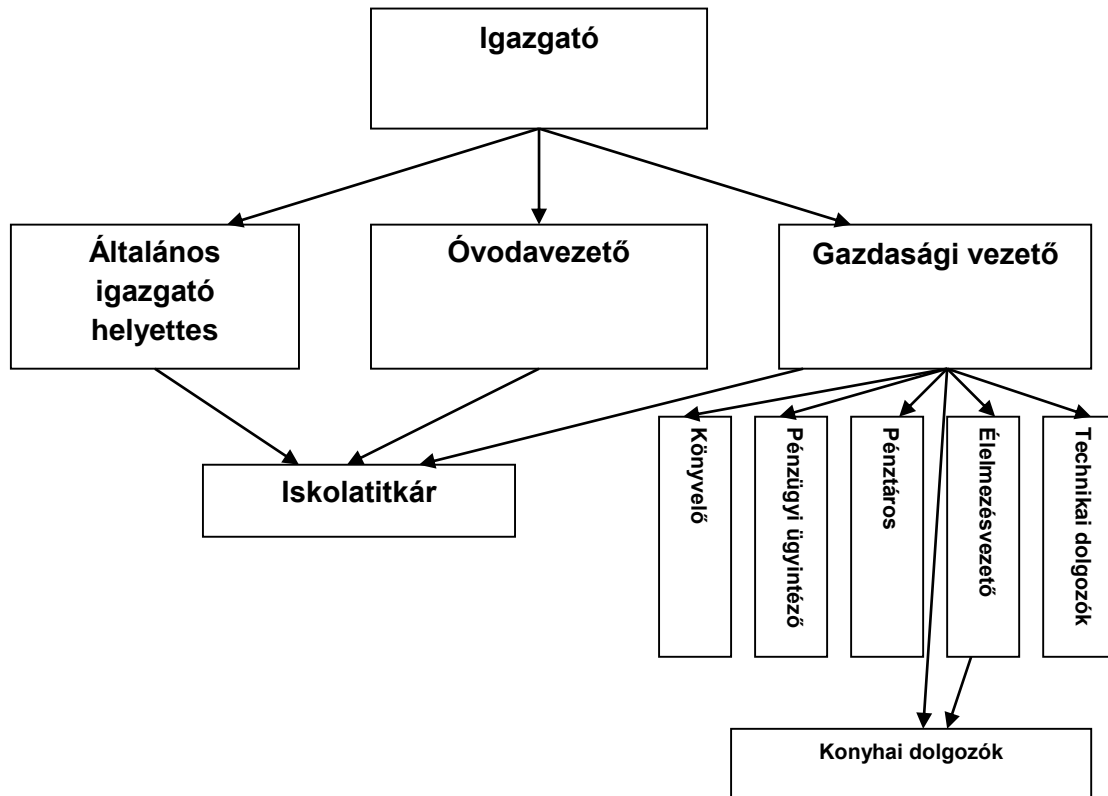 Igazgató
Általános
igazgató
helyettes
Óvodavezető
Gazdasági vezető
Iskolatitkár
Könyvelő
Pénzügyi ügyintéző
Pénztáros
Élelmezésvezető
Technikai dolgozók
Konyhai dolgozók